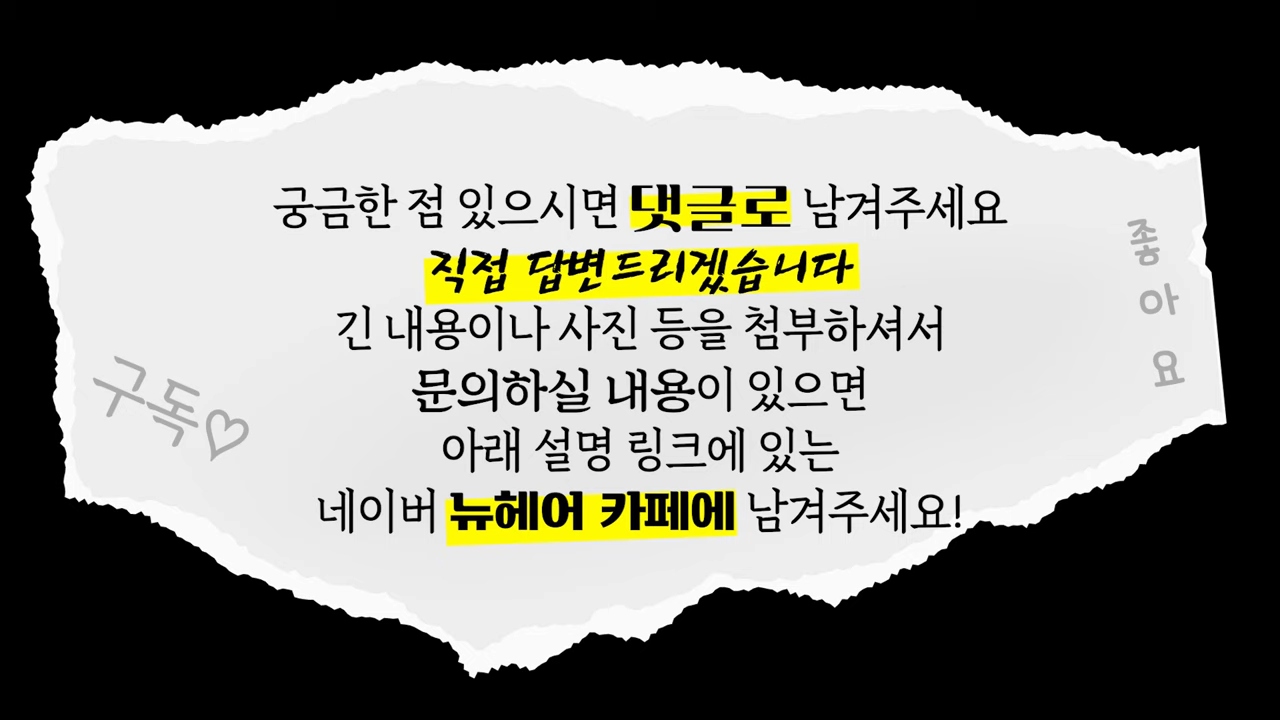 궁금한 점 있으시면 댓글로 남겨주세요
직접 답변드리겠습니다
긴 내용이나 사진 등을 첨부하셔서
문의하실 내용이 있으면
아래 설명 링크에 있는
네이버 뉴헤어 카페에 남겨주세요!
구독♡
좋아요